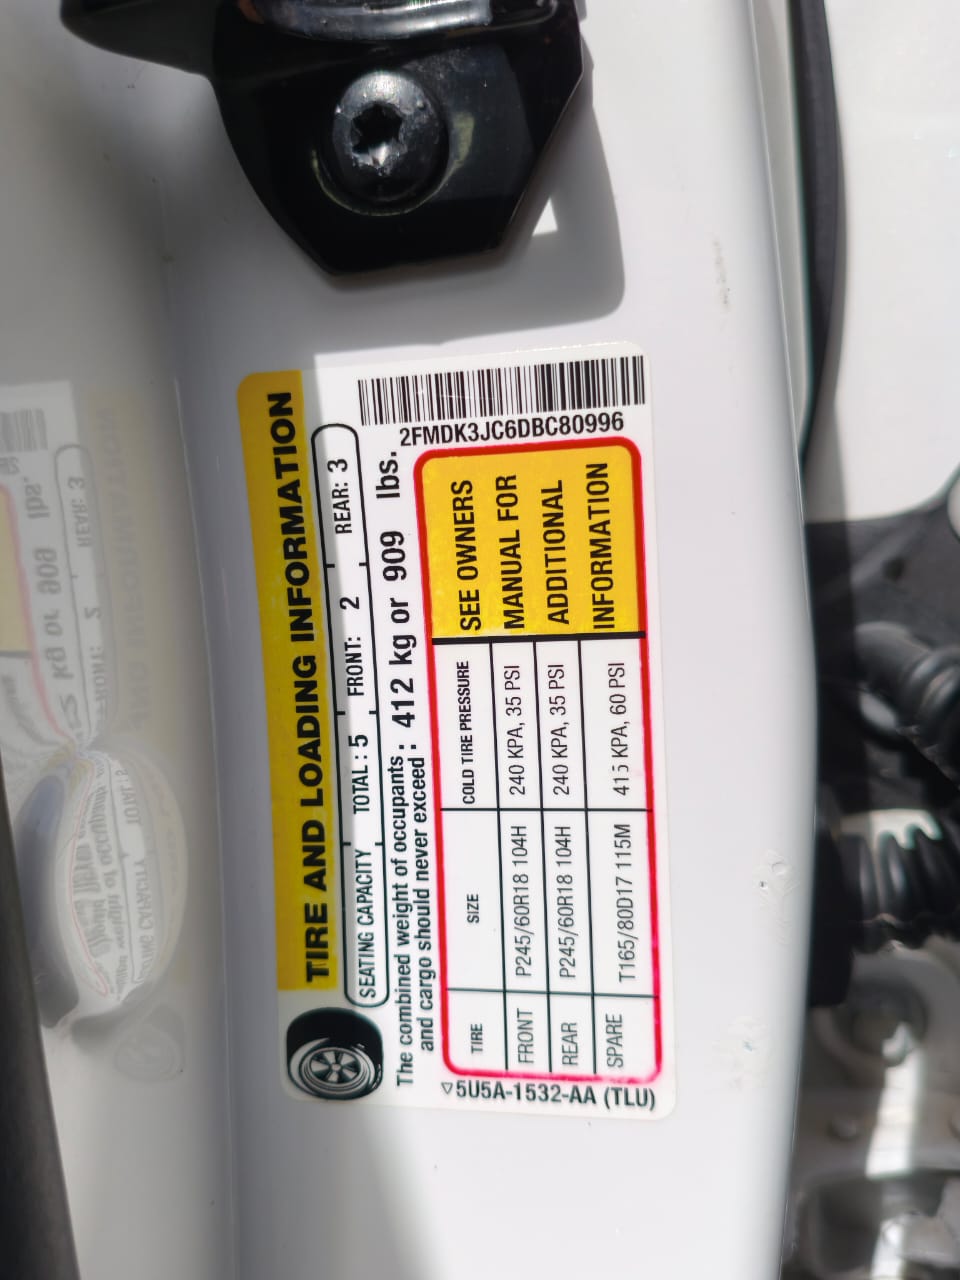 TIRE AND LOADING INFORMATION
SEATING CAPACITY TOTAL : 5 FRONT: 2 REAR: 3
The combined weight of occupants
and cargo should never exceed : 412 kg or 909 lbs.
2FMDK3JC6DBC80996
TIRE SIZE COLD TIRE PRESSURE
FRONT P245/60R18 104H 240 KPA, 35 PSI
REAR P245/60R18 104H 240 KPA, 35 PSI
SPARE T165/80D17 115M 415 KPA, 60 PSI
SEE OWNERS
MANUAL FOR
ADDITIONAL
INFORMATION
▽5U5A-1532-AA (TLU)